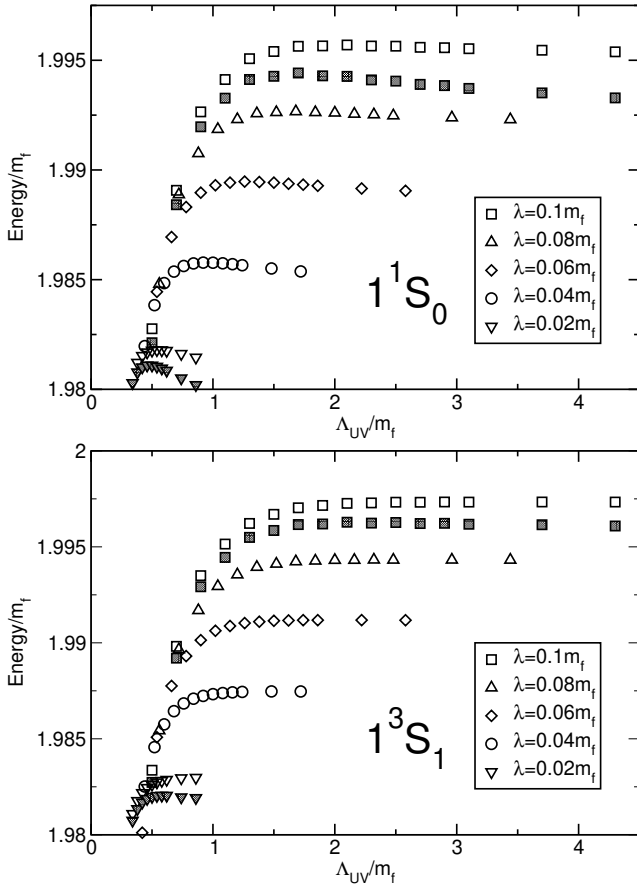 1.995
1.99
1.985
1.98
Energy/m_f
0
1
2
3
4
Λ_UV/m_f
λ=0.1m_f
λ=0.08m_f
λ=0.06m_f
λ=0.04m_f
λ=0.02m_f
1^1S_0
2
1.995
1.99
1.985
1.98
Energy/m_f
0
1
2
3
4
Λ_UV/m_f
λ=0.1m_f
λ=0.08m_f
λ=0.06m_f
λ=0.04m_f
λ=0.02m_f
1^3S_1